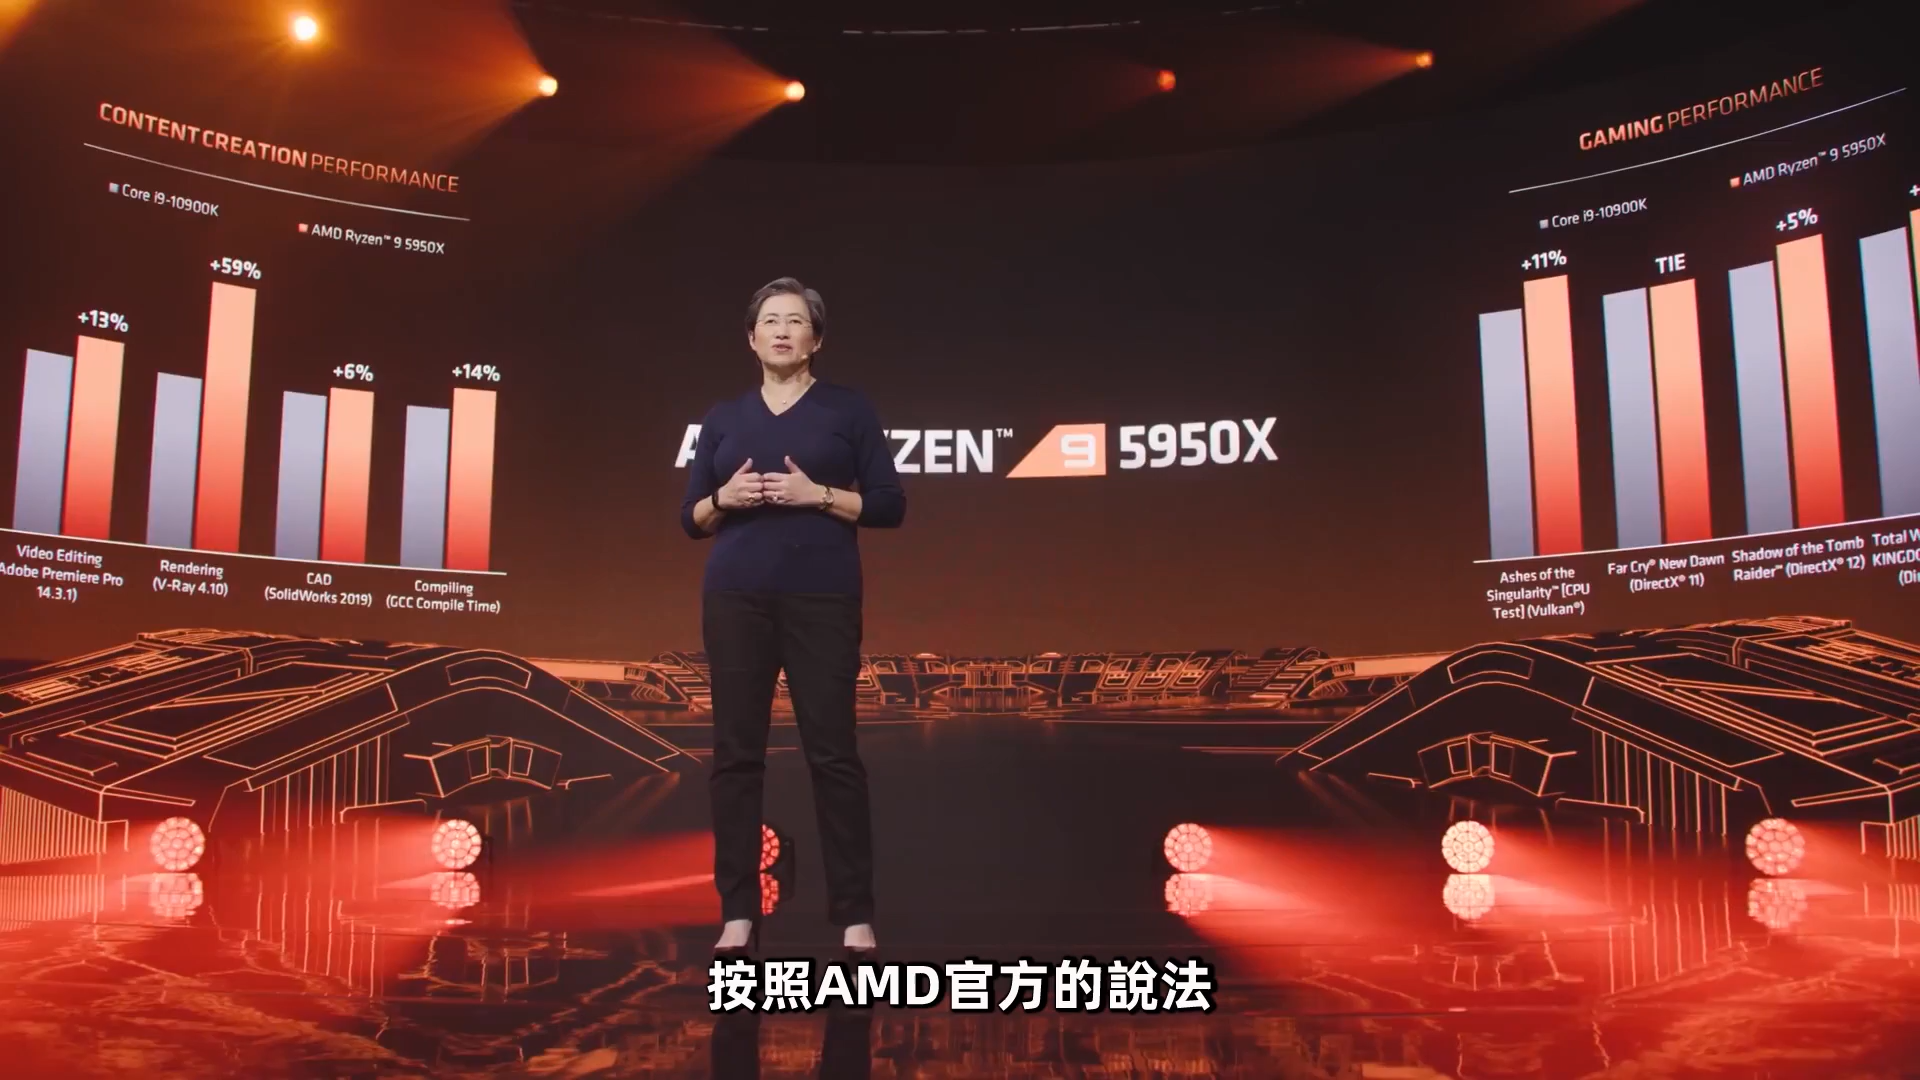 CONTENT CREATION PERFORMANCE
Core i9-10900K
AMD Ryzen™ 9 5950X
+13%
+59%
+6%
+14%
Video Editing
Adobe Premiere Pro
14.3.1)
Rendering
(V-Ray 4.10)
CAD
(SolidWorks 2019)
Compiling
(GCC Compile Time)
ZEN™ 9 5950X
GAMING PERFORMANCE
Core i9-10900K
AMD Ryzen™ 9 5950X
+11%
TIE
+5%
Ashes of the
Singularity™ [CPU
Test] (Vulkan®)
Far Cry® New Dawn
(DirectX® 11)
Shadow of the Tomb
Raider™ (DirectX® 12)
Total
按照AMD官方的說法